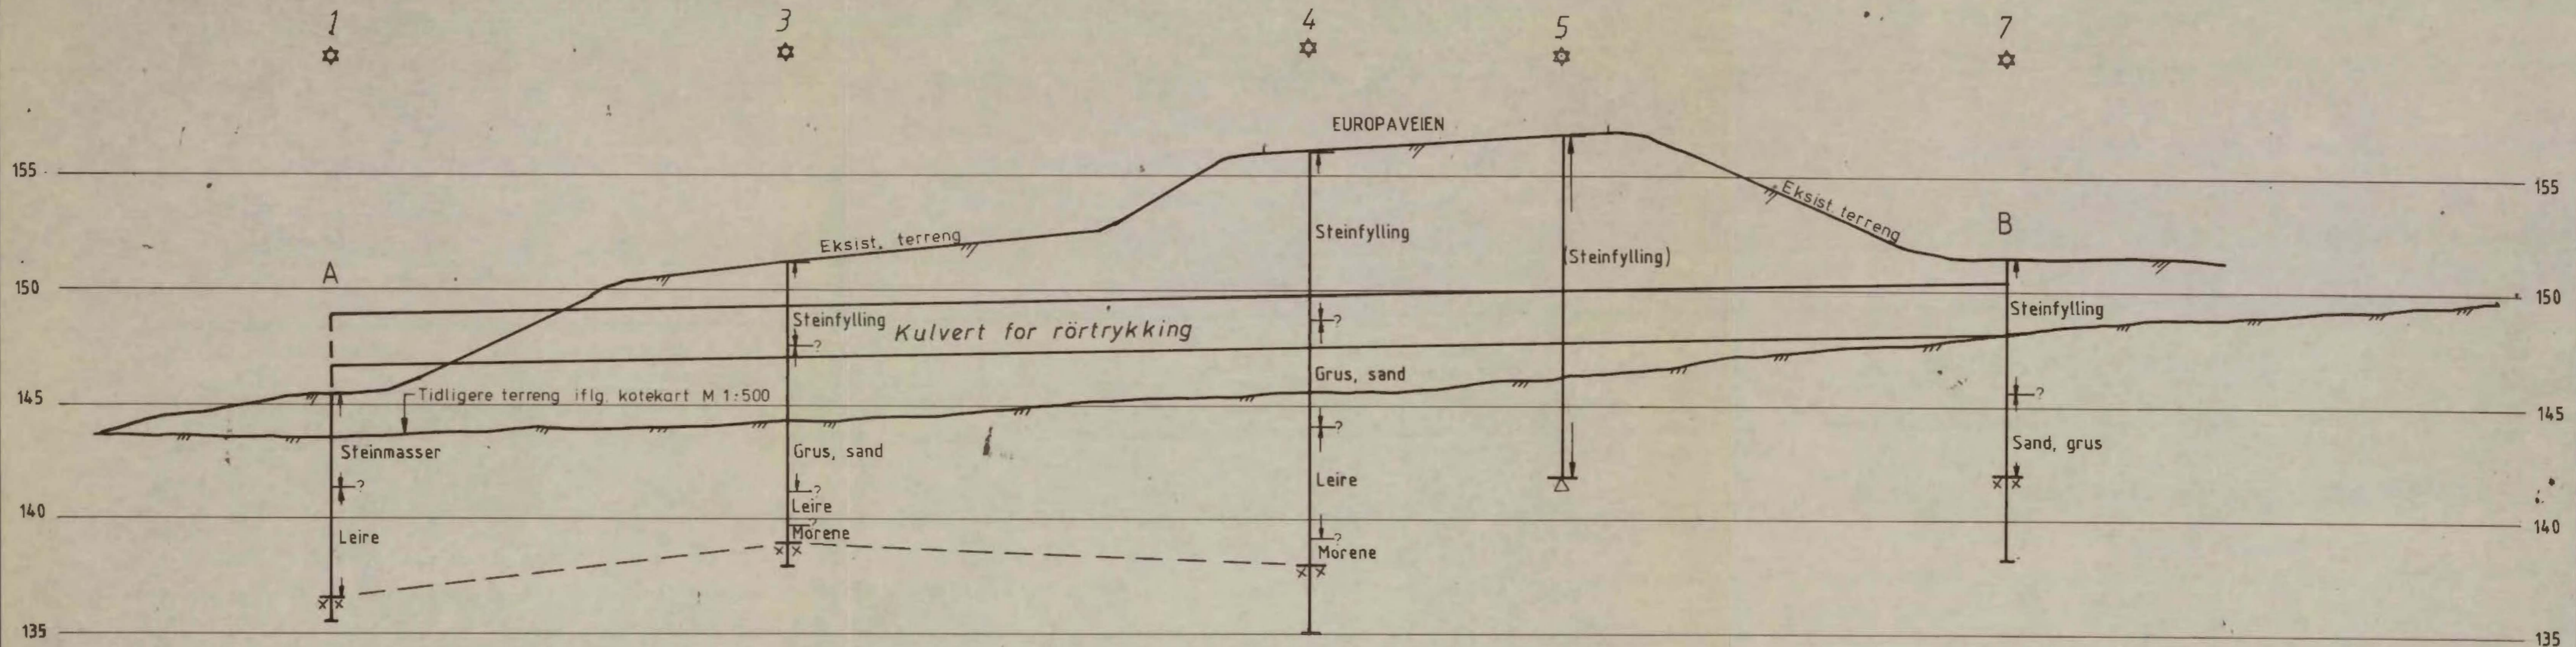 1
3
4
5
7
EUROPAVEIEN
155
155
Eksist. terreng
Eksist terreng
Steinfylling
(Steinfylling)
A
B
150
150
Steinfylling
?
Kulvert for rörtrykking
?
Steinfylling
145
145
Tidligere terreng iflg. kotekart M 1:500
Grus, sand
?
Steinmasser
?
Grus, sand
?
?
Leire
Sand, grus
140
140
Leire
Leire
?
Morene
?
Morene
135
135